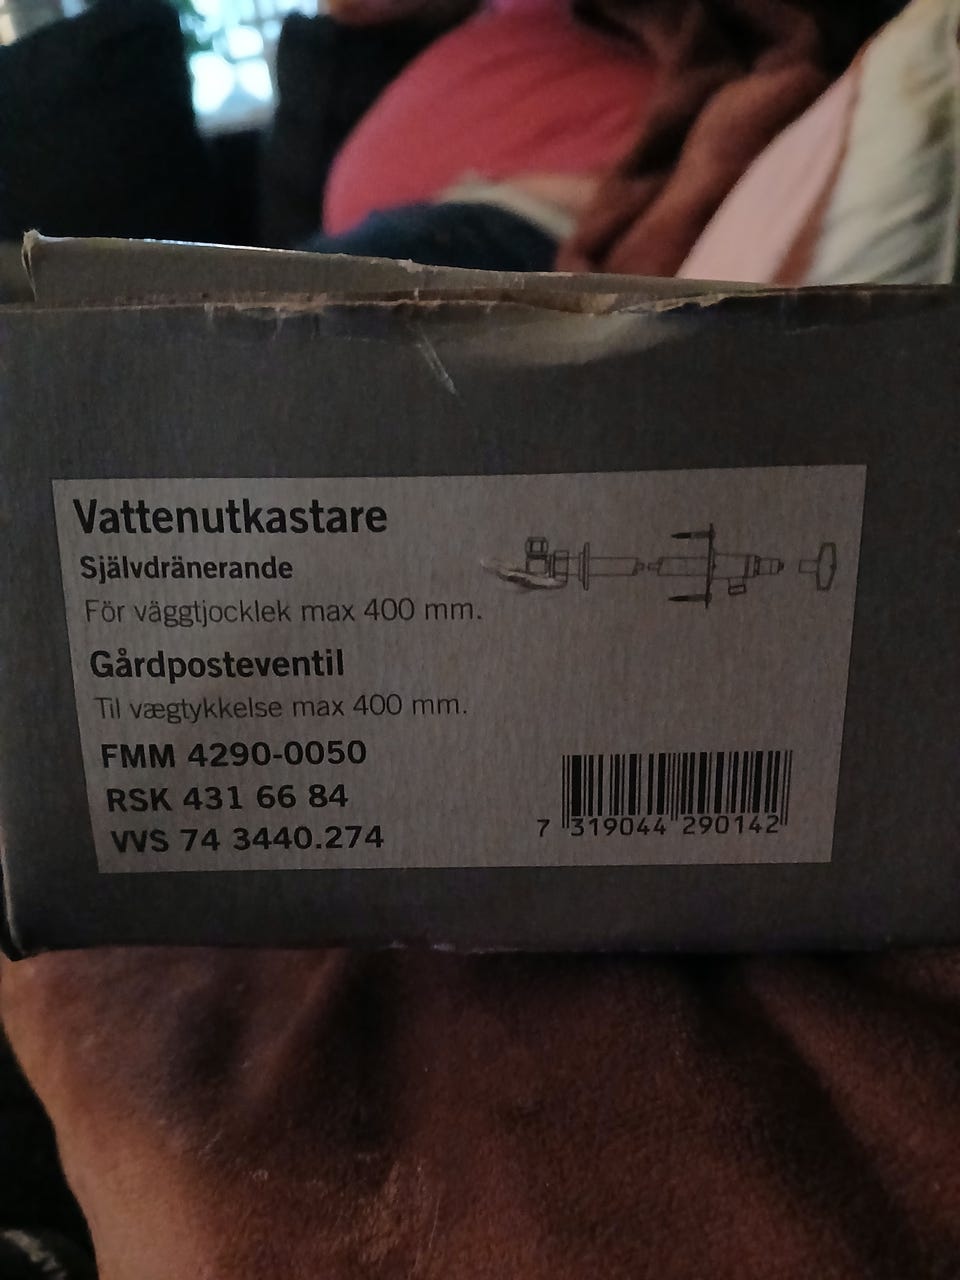 Vattenutkastare
Självdränerande
För väggtjocklek max 400 mm.
Gårdposteventil
Til vægtykkelse max 400 mm.
FMM 4290-0050
RSK 431 66 84
VVS 74 3440.274
7 319044 290142